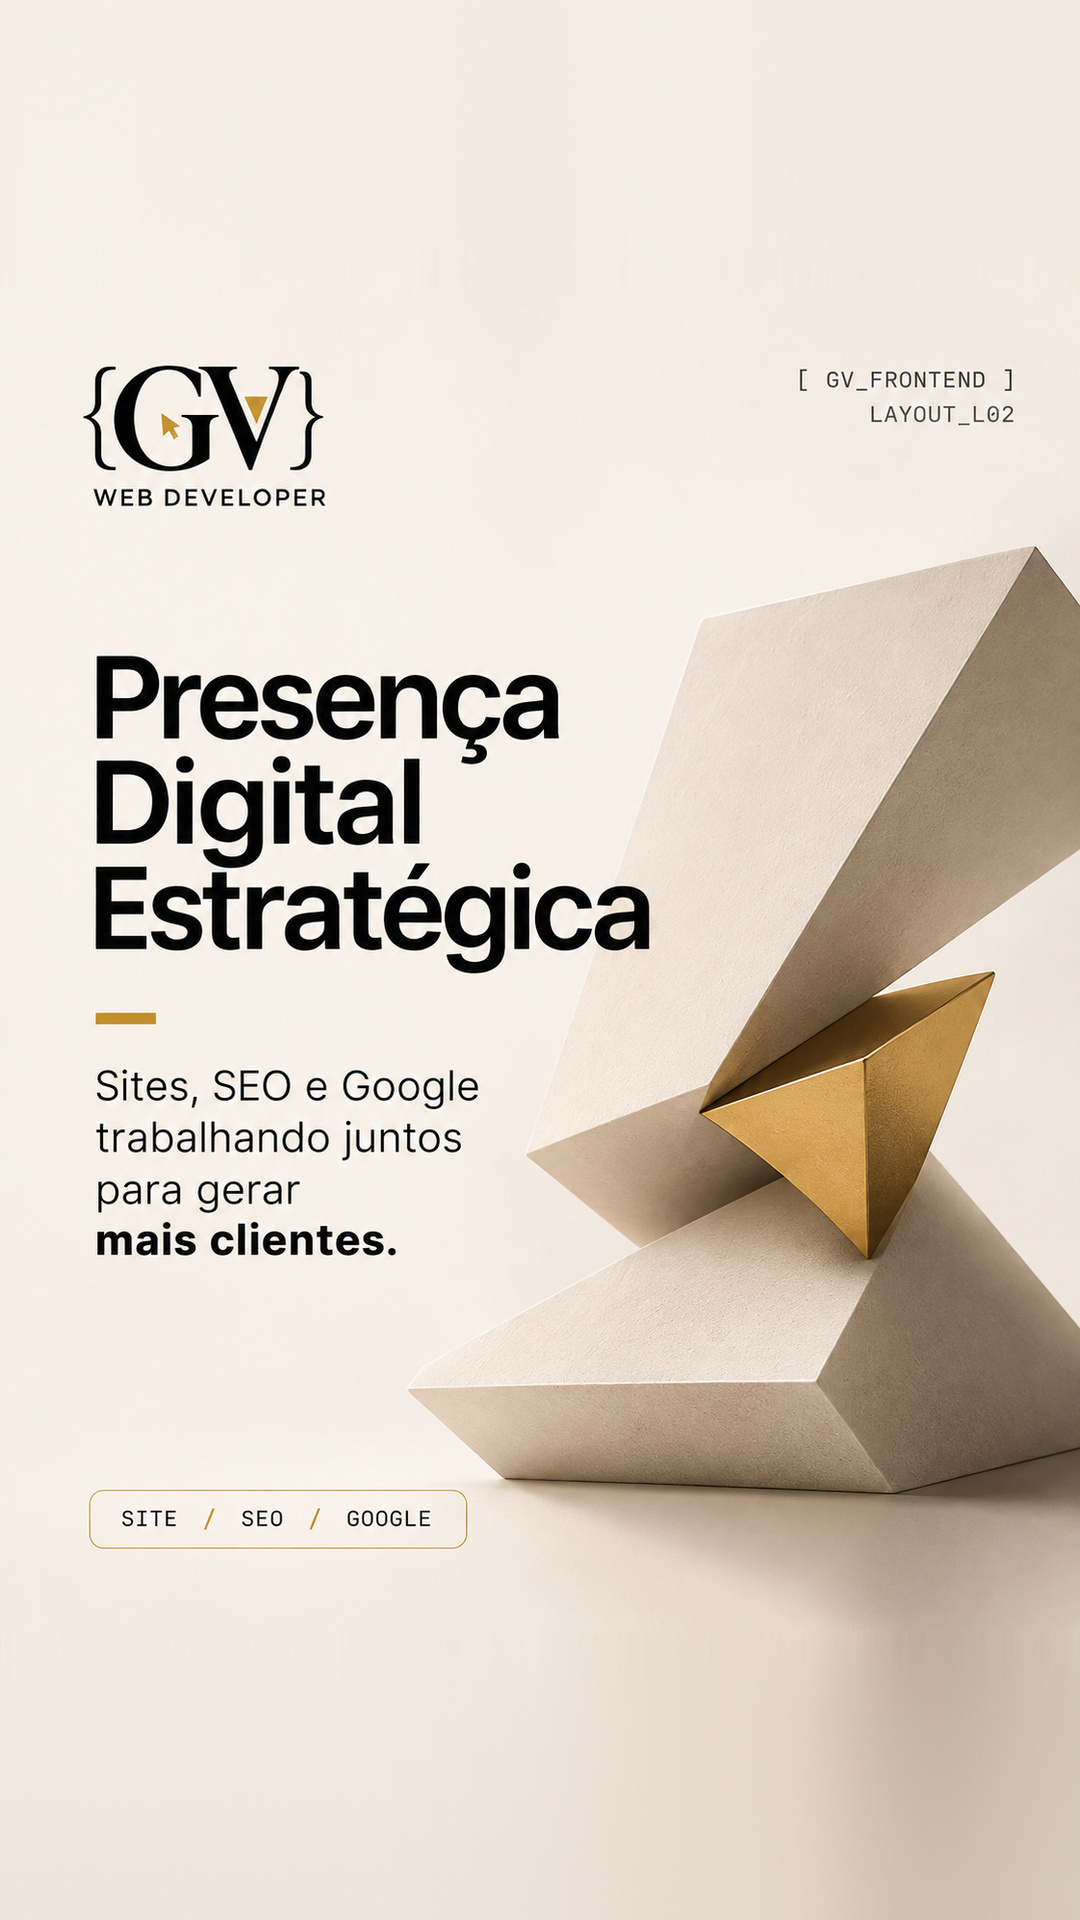 {GV}
WEB DEVELOPER
[ GV_FRONTEND ]
LAYOUT_L02
Presença
Digital
Estratégica
Sites, SEO e Google
trabalhando juntos
para gerar
mais clientes.
SITE / SEO / GOOGLE